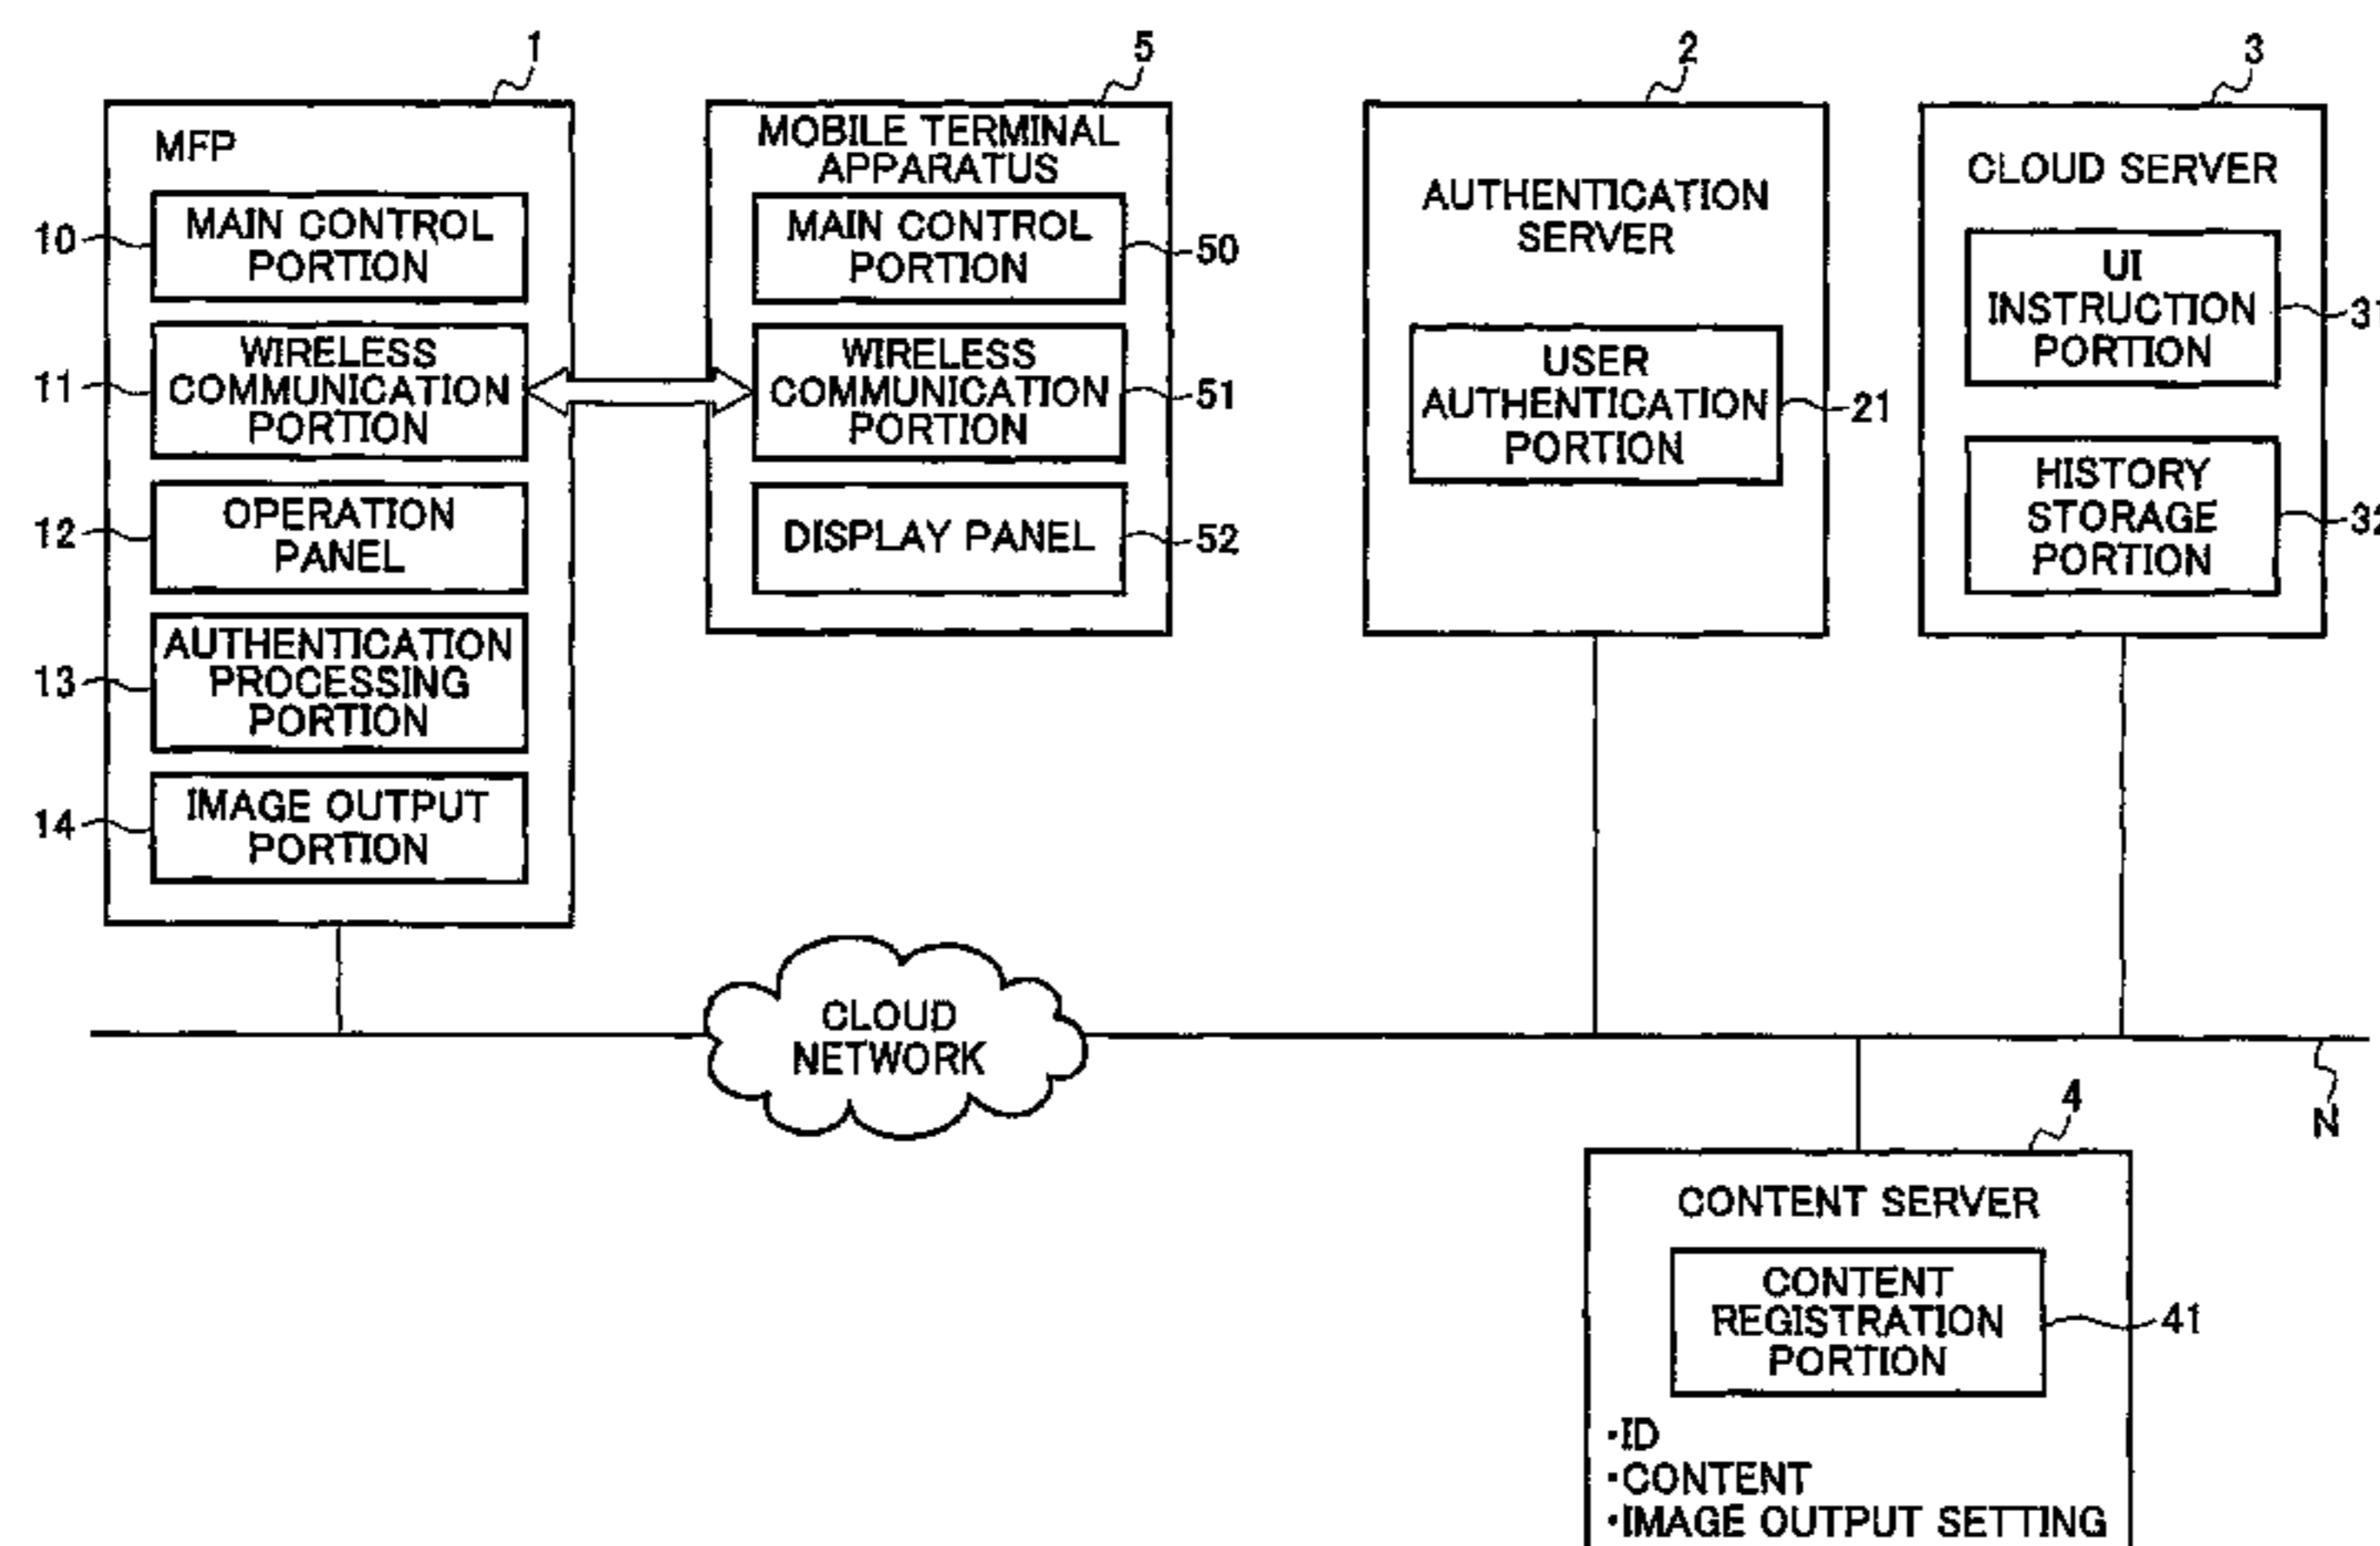 1
MFP
10
MAIN CONTROL
PORTION
11
WIRELESS
COMMUNICATION
PORTION
12
OPERATION
PANEL
13
AUTHENTICATION
PROCESSING
PORTION
14
IMAGE OUTPUT
PORTION
5
MOBILE TERMINAL
APPARATUS
MAIN CONTROL
PORTION
50
WIRELESS
COMMUNICATION
PORTION
51
DISPLAY PANEL
52
2
AUTHENTICATION
SERVER
USER
AUTHENTICATION
PORTION
21
3
CLOUD SERVER
UI
INSTRUCTION
PORTION
31
HISTORY
STORAGE
PORTION
32
CLOUD
NETWORK
N
4
CONTENT SERVER
CONTENT
REGISTRATION
PORTION
41
・ID
・CONTENT
・IMAGE OUTPUT SETTING